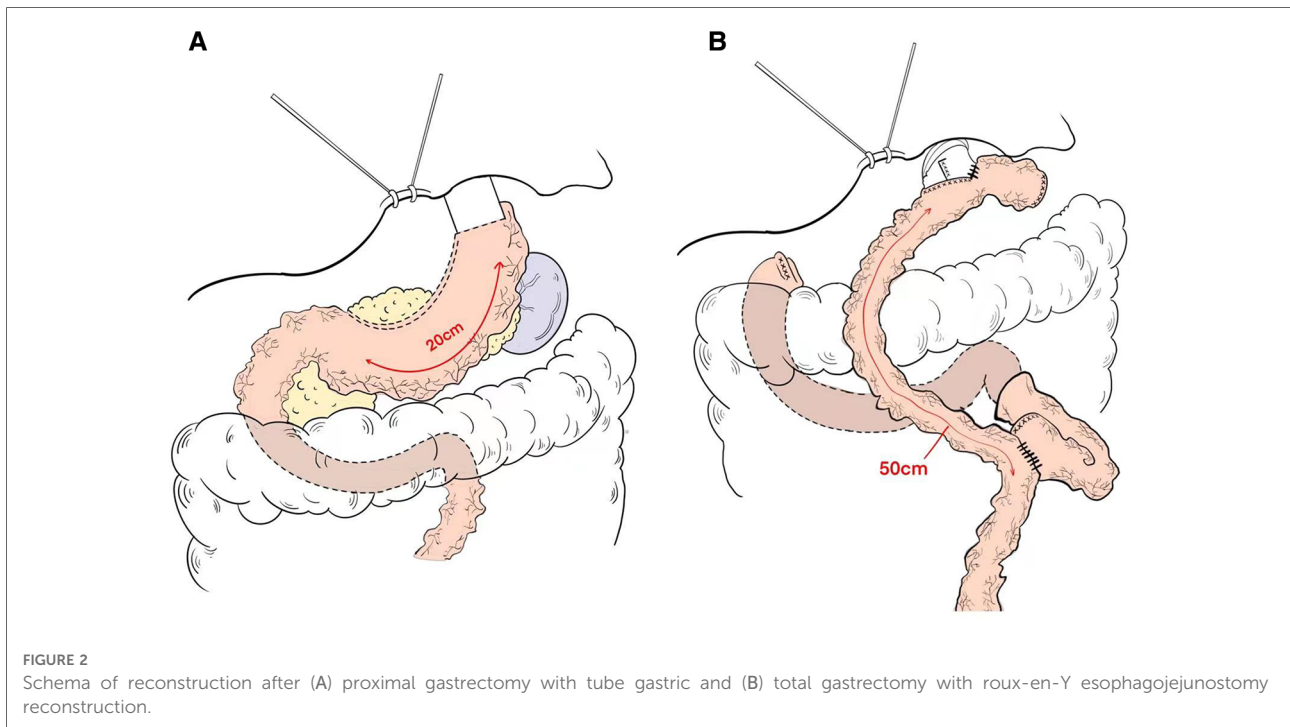 A
B
20cm
50cm
FIGURE 2
Schema of reconstruction after (A) proximal gastrectomy with tube gastric and (B) total gastrectomy with roux-en-Y esophagojejunostomy
reconstruction.